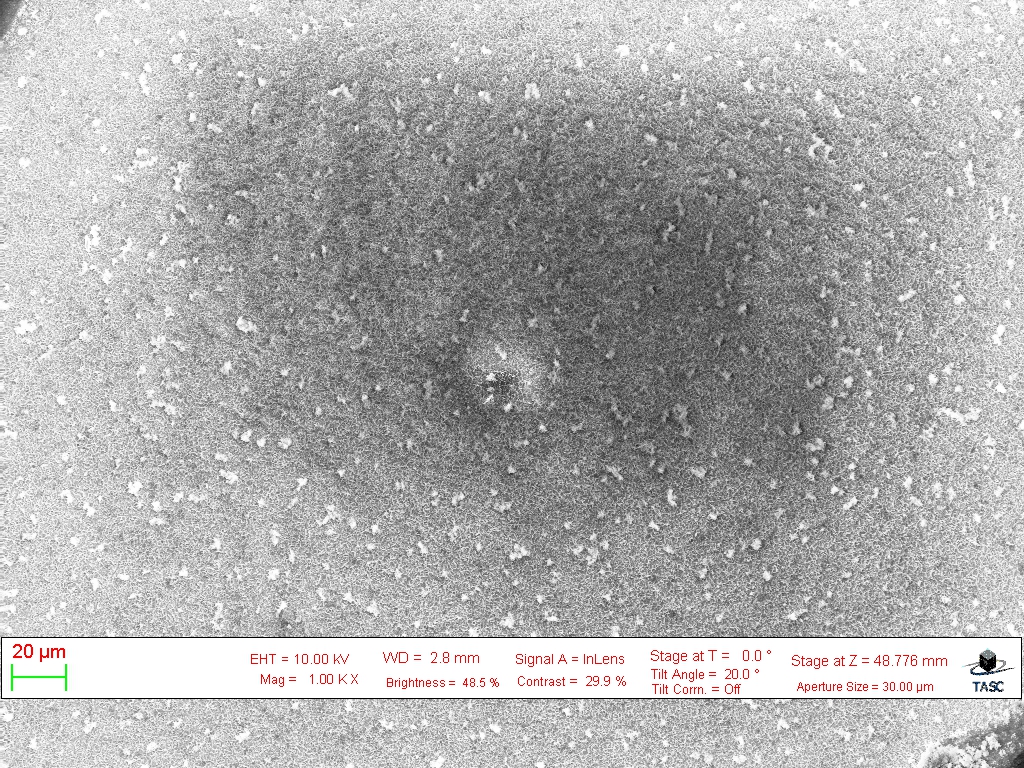 20 µm
EHT = 10.00 kV
Mag = 1.00 K X
WD = 2.8 mm
Brightness = 48.5 %
Signal A = InLens
Contrast = 29.9 %
Stage at T = 0.0 °
Tilt Angle = 20.0 °
Tilt Corrn. = Off
Stage at Z = 48.776 mm
Aperture Size = 30.00 µm
TASC